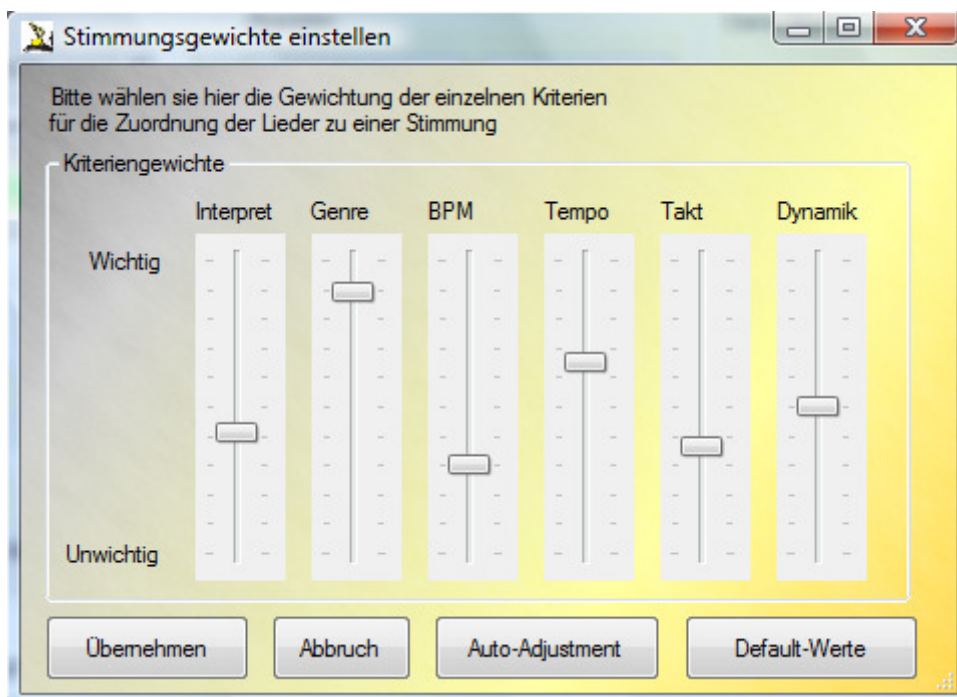 Stimmungsgewichte einstellen
Bitte wählen sie hier die Gewichtung der einzelnen Kriterien
für die Zuordnung der Lieder zu einer Stimmung
Kriteriengewichte
Interpret Genre BPM Tempo Takt Dynamik
Wichtig
Unwichtig
Übernehmen Abbruch Auto-Adjustment Default-Werte